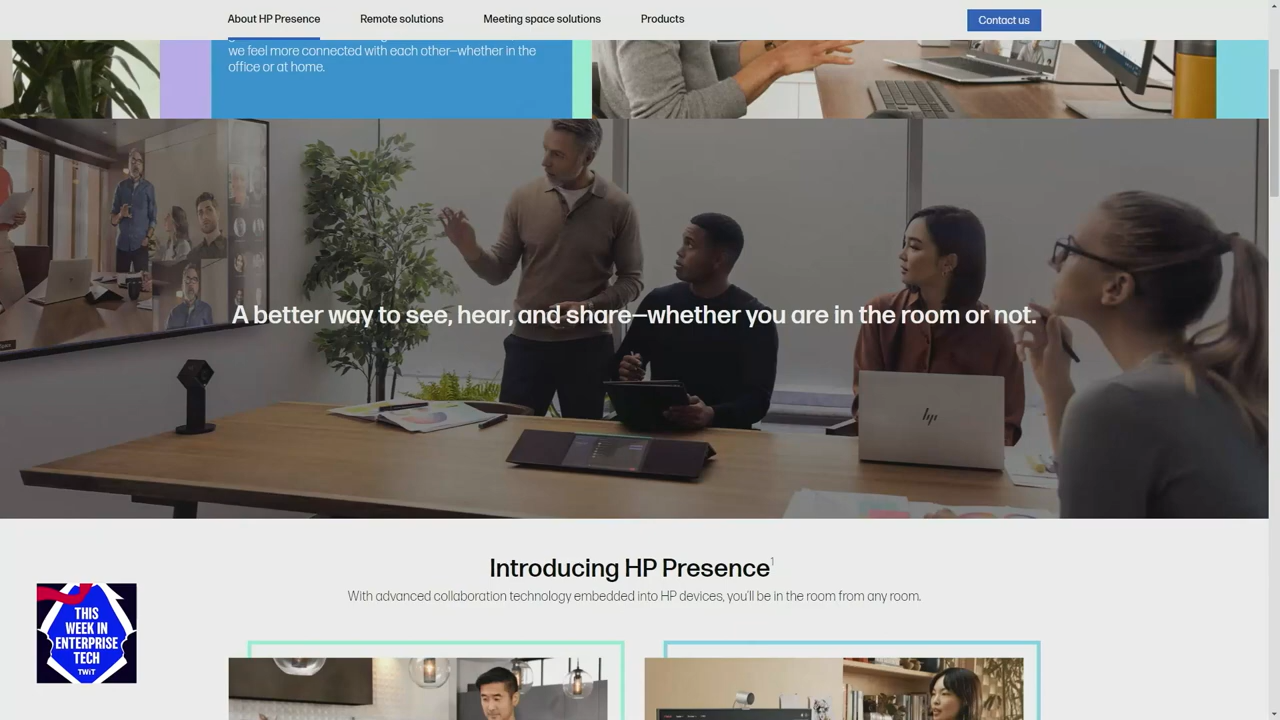 About HP Presence
Remote solutions
Meeting space solutions
Products
Contact us
we feel more connected with each other—whether in the
office or at home.
A better way to see, hear, and share—whether you are in the room or not.
hp
Introducing HP Presence1
With advanced collaboration technology embedded into HP devices, you'll be in the room from any room.
THIS
WEEK IN
ENTERPRISE
TECH
TWiT